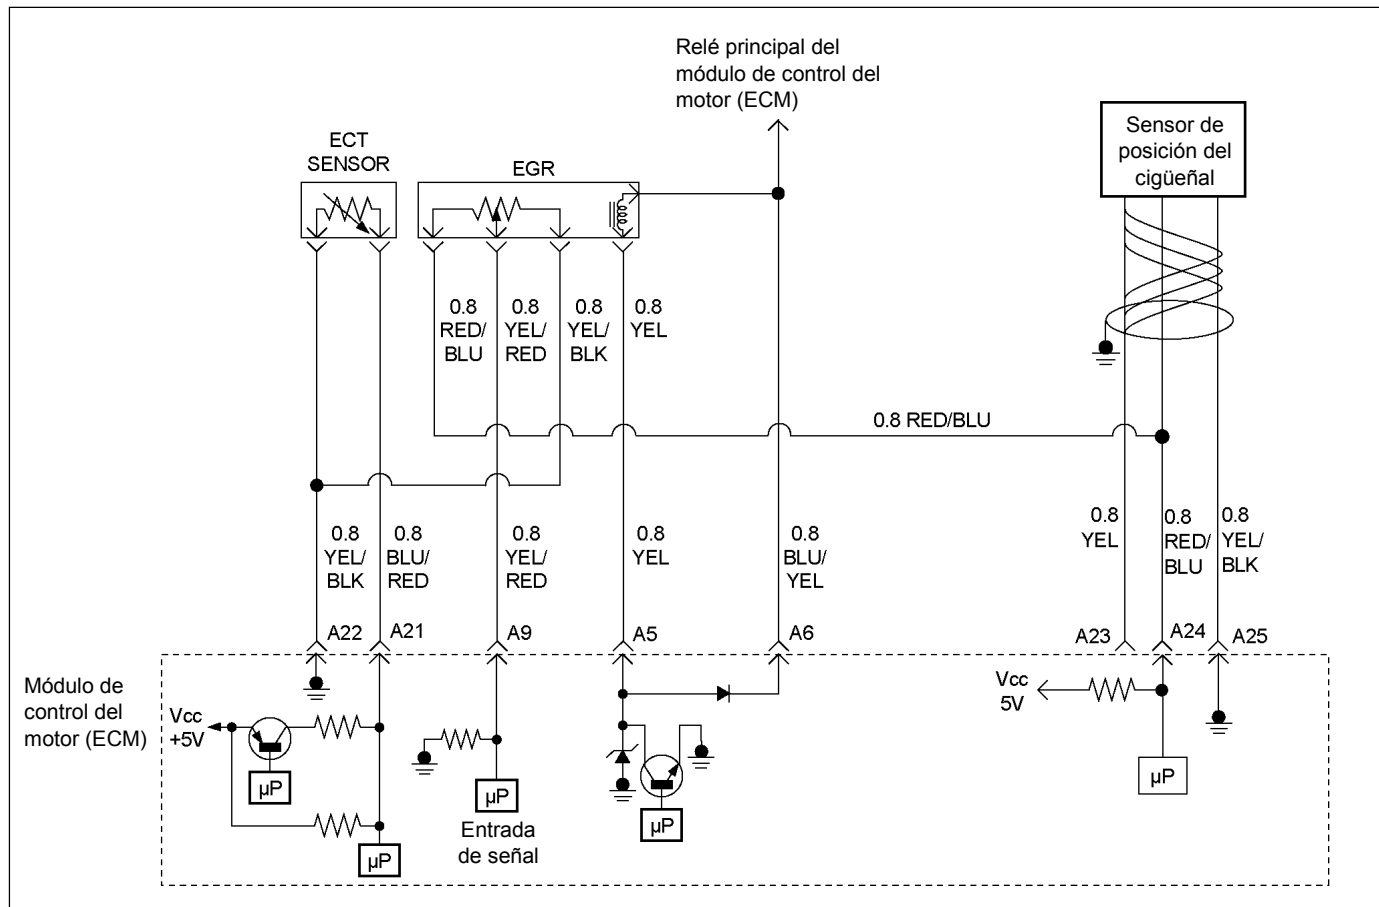 Relé principal del
módulo de control del
motor (ECM)
ECT
SENSOR
EGR
Sensor de
posición del
cigüeñal
0.8
RED/
BLU
0.8
YEL/
RED
0.8
YEL/
BLK
0.8
YEL
0.8 RED/BLU
0.8
YEL/
BLK
0.8
BLU/
RED
0.8
YEL/
RED
0.8
YEL
0.8
BLU/
YEL
0.8
YEL
0.8
RED/
BLU
0.8
YEL/
BLK
A22
A21
A9
A5
A6
A23
A24
A25
Módulo de
control del
motor (ECM)
Vcc
+5V
µP
µP
µP
Entrada
de señal
µP
Vcc
5V
µP